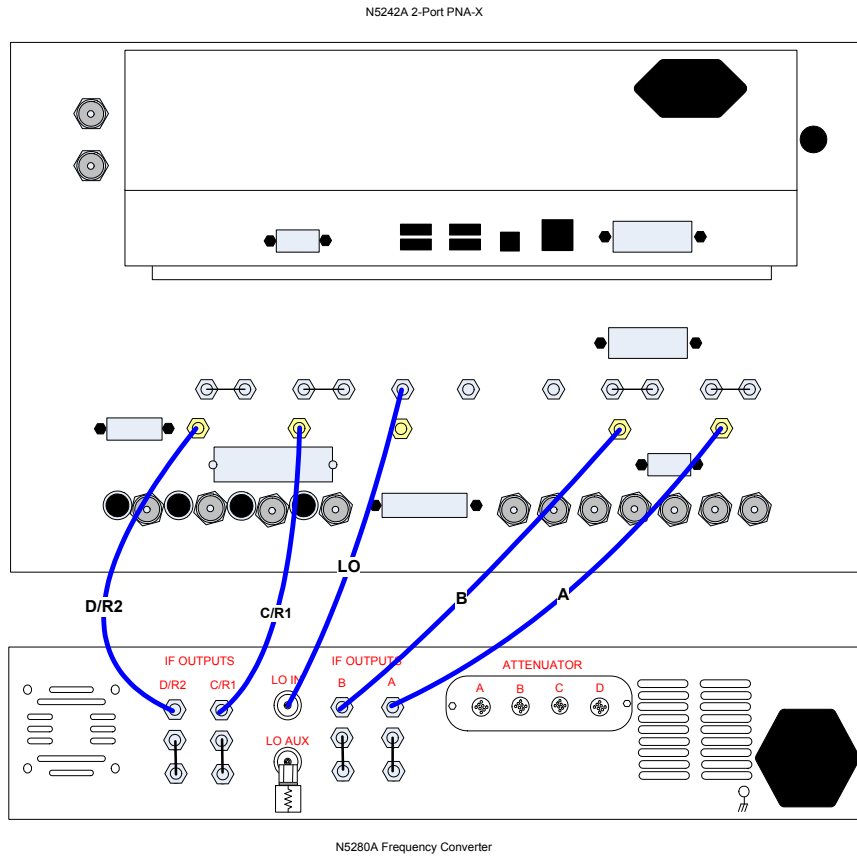 N5242A 2-Port PNA-X
LO
D/R2
C/R1
B
A
IF OUTPUTS
D/R2
C/R1
LO IN
IF OUTPUTS
B
A
ATTENUATOR
A
B
C
D
LO AUX
N5280A Frequency Converter